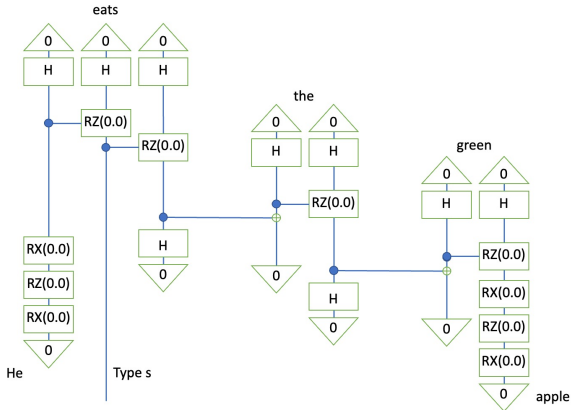 eats
0 0 0
H H H
RZ(0.0)
RZ(0.0)
the
0 0
H H
RZ(0.0)
green
0 0
H H
RZ(0.0)
RX(0.0)
RZ(0.0)
RX(0.0)
0
RX(0.0)
RZ(0.0)
RX(0.0)
0
H
0
0
H
0
0
He
Type s
apple